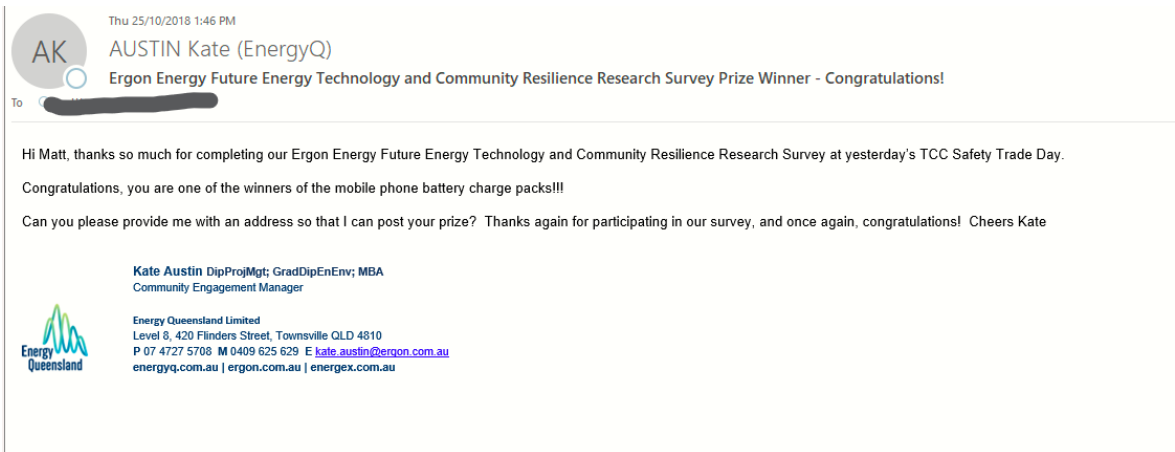 Thu 25/10/2018 1:46 PM
AK
AUSTIN Kate (EnergyQ)
Ergon Energy Future Energy Technology and Community Resilience Research Survey Prize Winner - Congratulations!
To
Hi Matt, thanks so much for completing our Ergon Energy Future Energy Technology and Community Resilience Research Survey at yesterday's TCC Safety Trade Day.
Congratulations, you are one of the winners of the mobile phone battery charge packs!!!
Can you please provide me with an address so that I can post your prize?  Thanks again for participating in our survey, and once again, congratulations!  Cheers Kate
Kate Austin DipProjMgt; GradDipEnEnv; MBA
Community Engagement Manager
Energy Queensland Limited
Level 8, 420 Flinders Street, Townsville QLD 4810
P 07 4727 5708  M 0409 625 629  E kate.austin@ergon.com.au
energyq.com.au | ergon.com.au | energex.com.au
Energy
Queensland